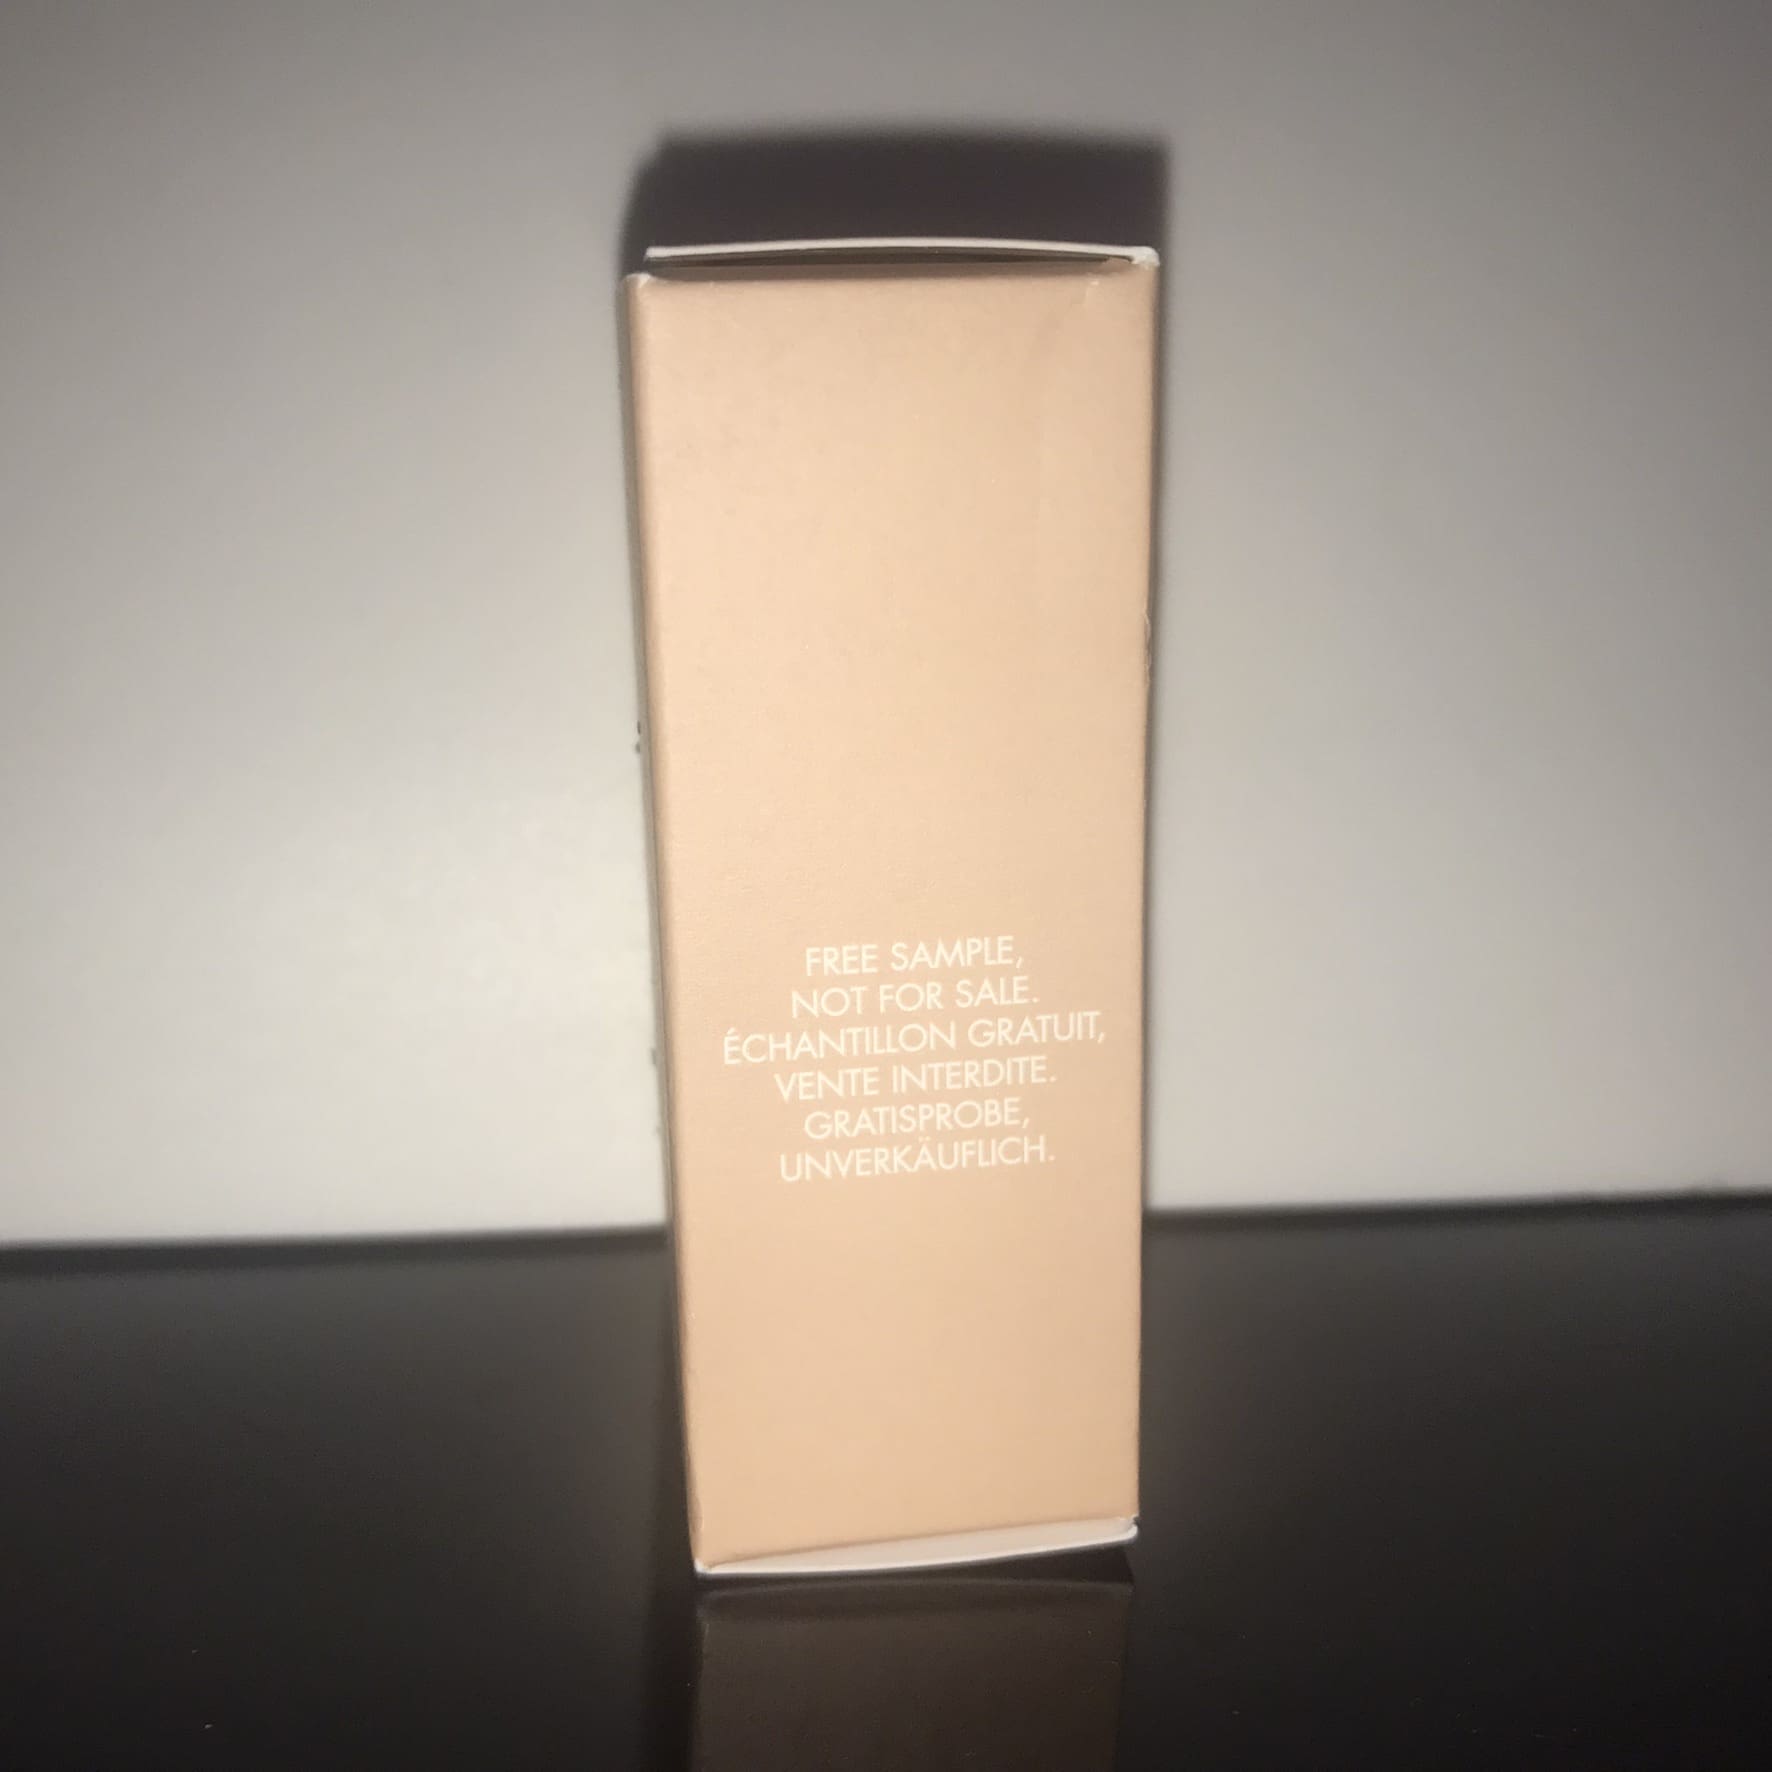 FREE SAMPLE,
NOT FOR SALE.
ÉCHANTILLON GRATUIT,
VENTE INTERDITE.
GRATISPROBE,
UNVERKÄUFLICH.